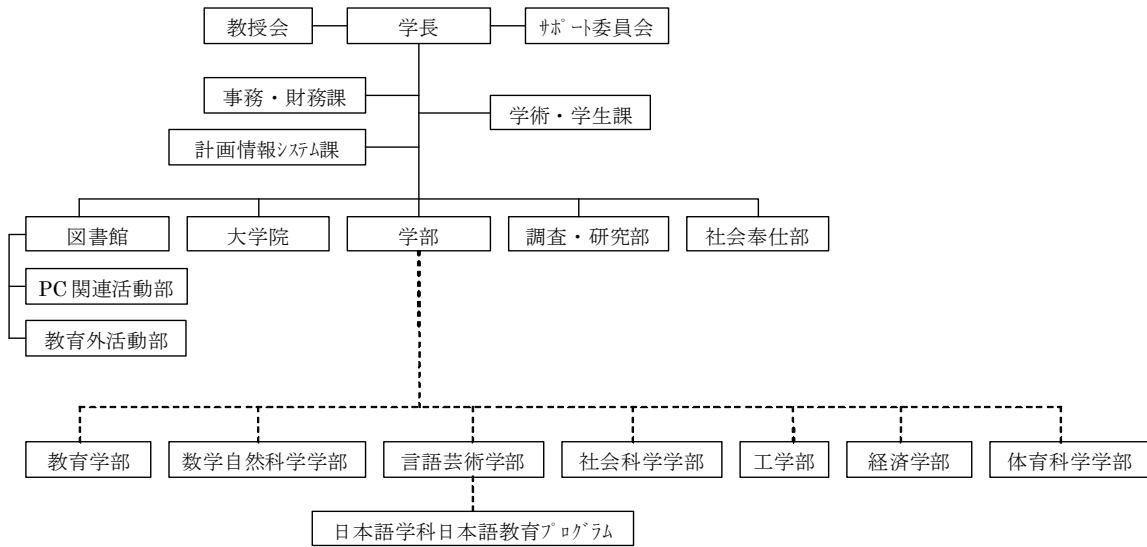 教授会
学長
ｻﾎﾟｰﾄ委員会
事務・財務課
学術・学生課
計画情報ｼｽﾃﾑ課
図書館
大学院
学部
調査・研究部
社会奉仕部
PC関連活動部
教育外活動部
教育学部
数学自然科学学部
言語芸術学部
社会科学学部
工学部
経済学部
体育科学学部
日本語学科日本語教育ﾌﾟﾛｸﾞﾗﾑ